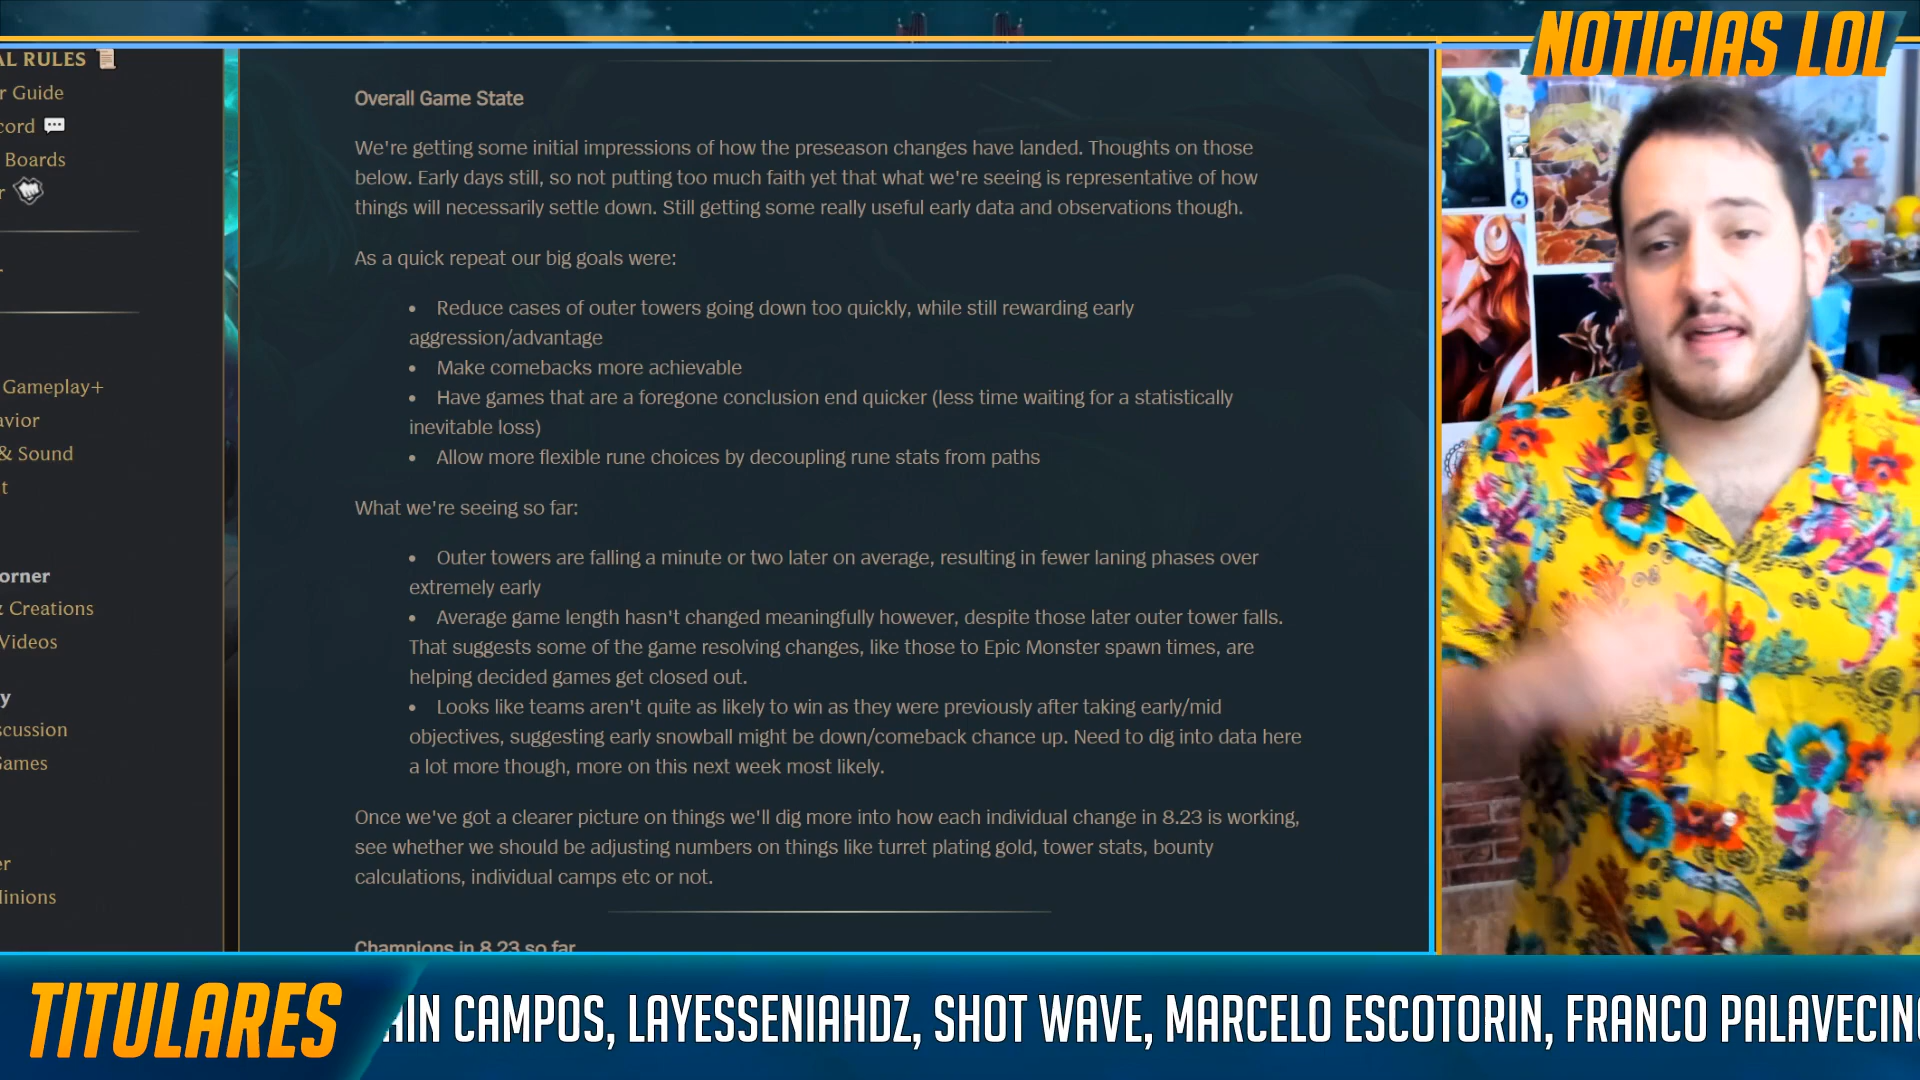 NOTICIAS LOL
AL RULES
r Guide
cord
Boards
r
Gameplay+
avior
& Sound
t
orner
& Creations
Videos
y
scussion
Games
er
Minions
Overall Game State
We're getting some initial impressions of how the preseason changes have landed. Thoughts on those
below. Early days still, so not putting too much faith yet that what we're seeing is representative of how
things will necessarily settle down. Still getting some really useful early data and observations though.
As a quick repeat our big goals were:
• Reduce cases of outer towers going down too quickly, while still rewarding early
aggression/advantage
• Make comebacks more achievable
• Have games that are a foregone conclusion end quicker (less time waiting for a statistically
inevitable loss)
• Allow more flexible rune choices by decoupling rune stats from paths
What we're seeing so far:
• Outer towers are falling a minute or two later on average, resulting in fewer laning phases over
extremely early
• Average game length hasn't changed meaningfully however, despite those later outer tower falls.
That suggests some of the game resolving changes, like those to Epic Monster spawn times, are
helping decided games get closed out.
• Looks like teams aren't quite as likely to win as they were previously after taking early/mid
objectives, suggesting early snowball might be down/comeback chance up. Need to dig into data here
a lot more though, more on this next week most likely.
Once we've got a clearer picture on things we'll dig more into how each individual change in 8.23 is working,
see whether we should be adjusting numbers on things like turret plating gold, tower stats, bounty
calculations, individual camps etc or not.
Champions in 8.23 so far
TITULARES
AIN CAMPOS, LAYESSENIAHDZ, SHOT WAVE, MARCELO ESCOTORIN, FRANCO PALAVECIN